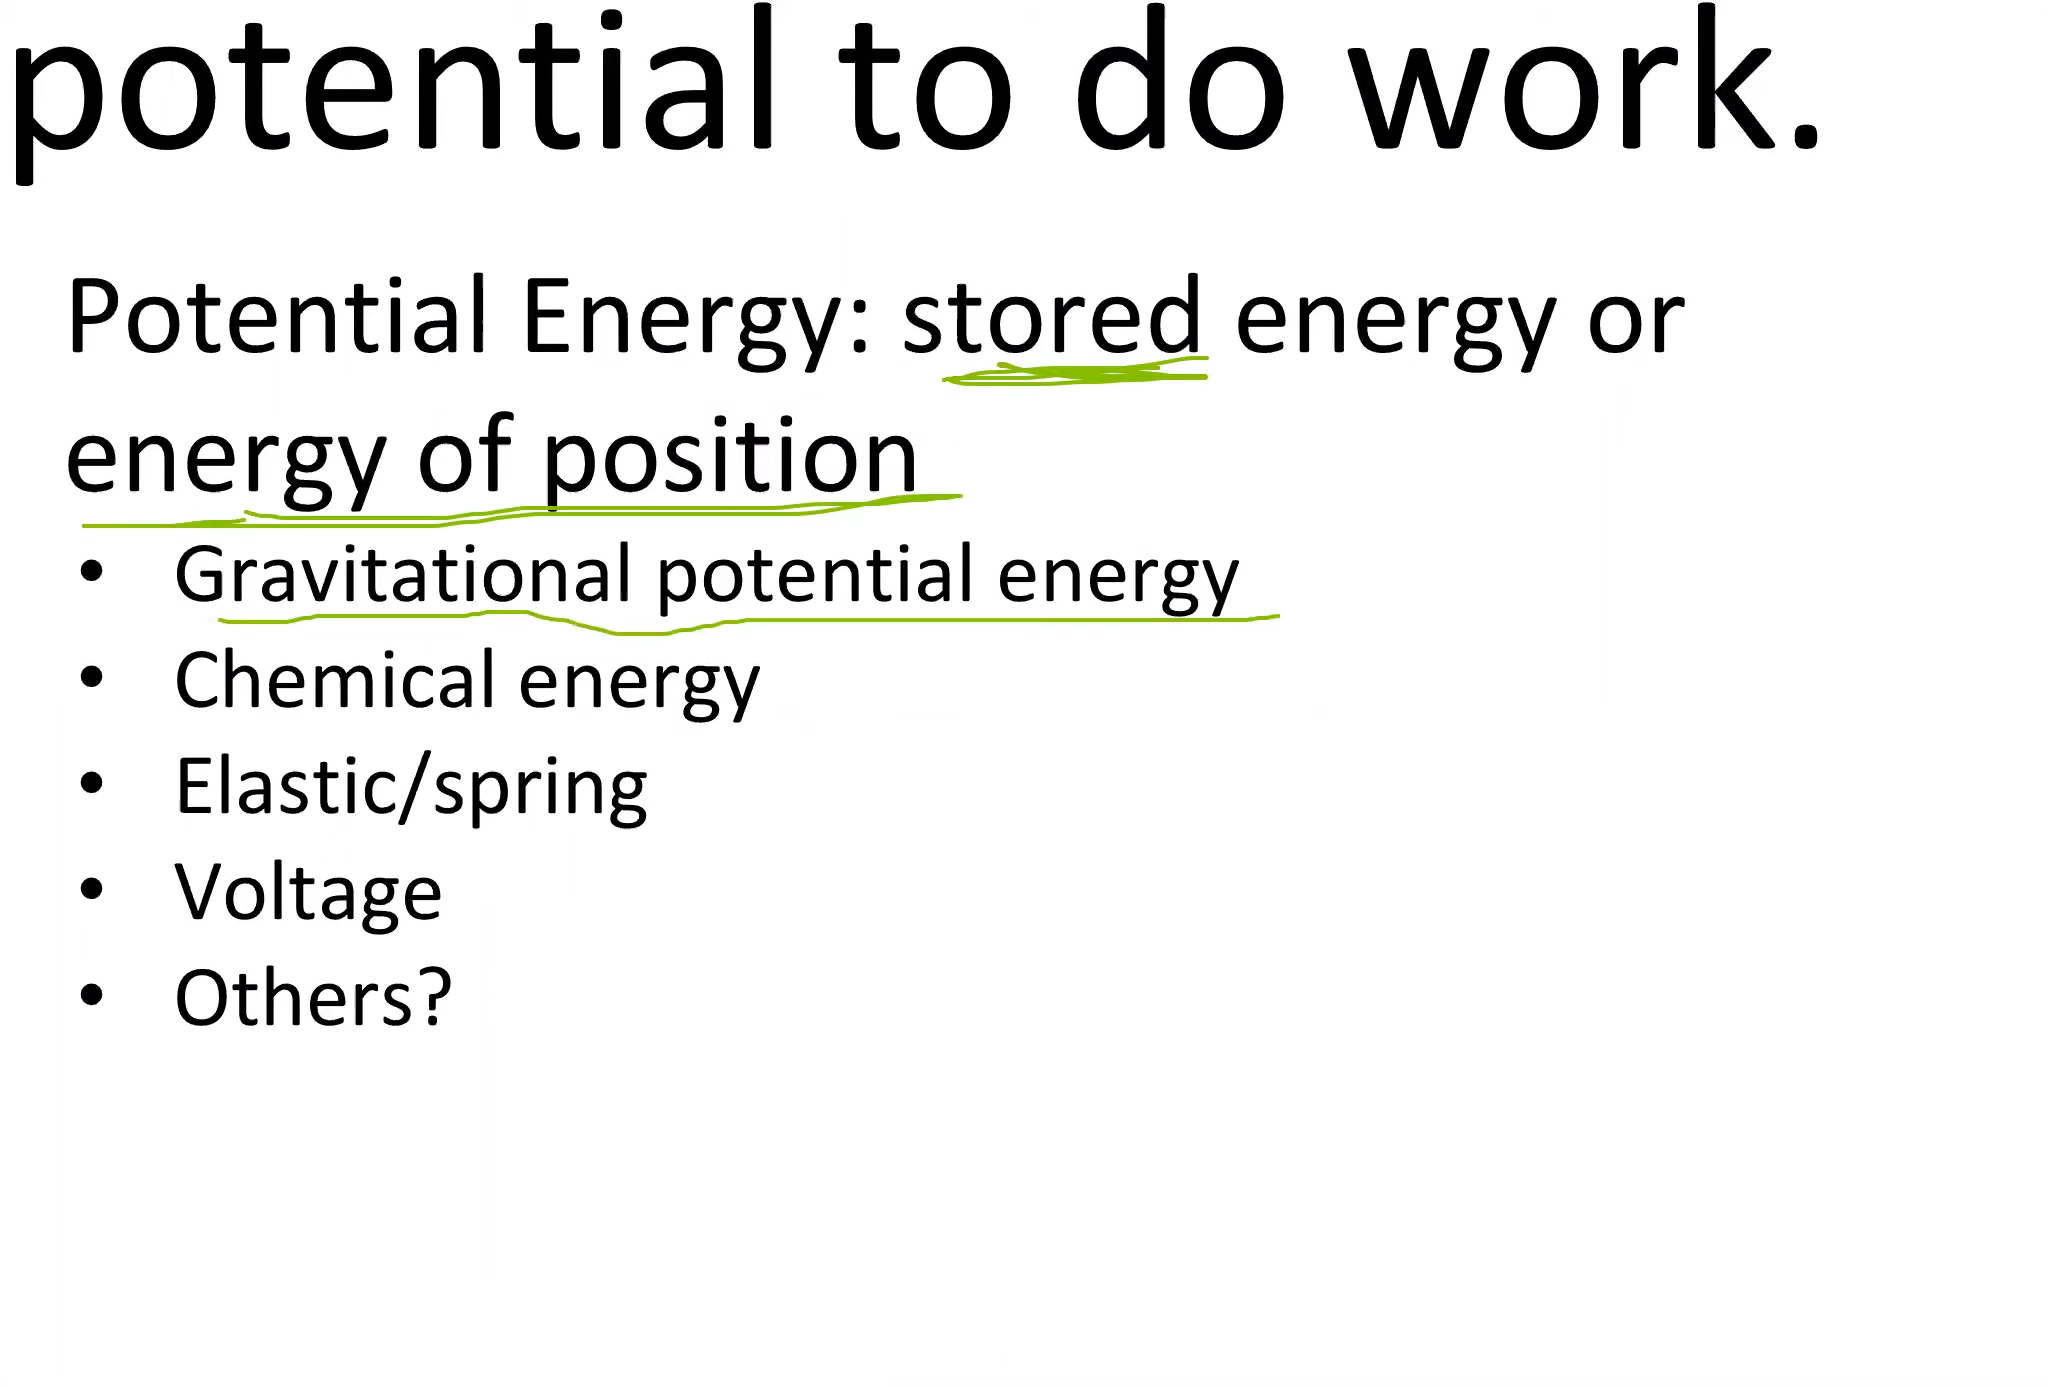 potential to do work.
Potential Energy: stored energy or
energy of position
• Gravitational potential energy
• Chemical energy
• Elastic/spring
• Voltage
• Others?